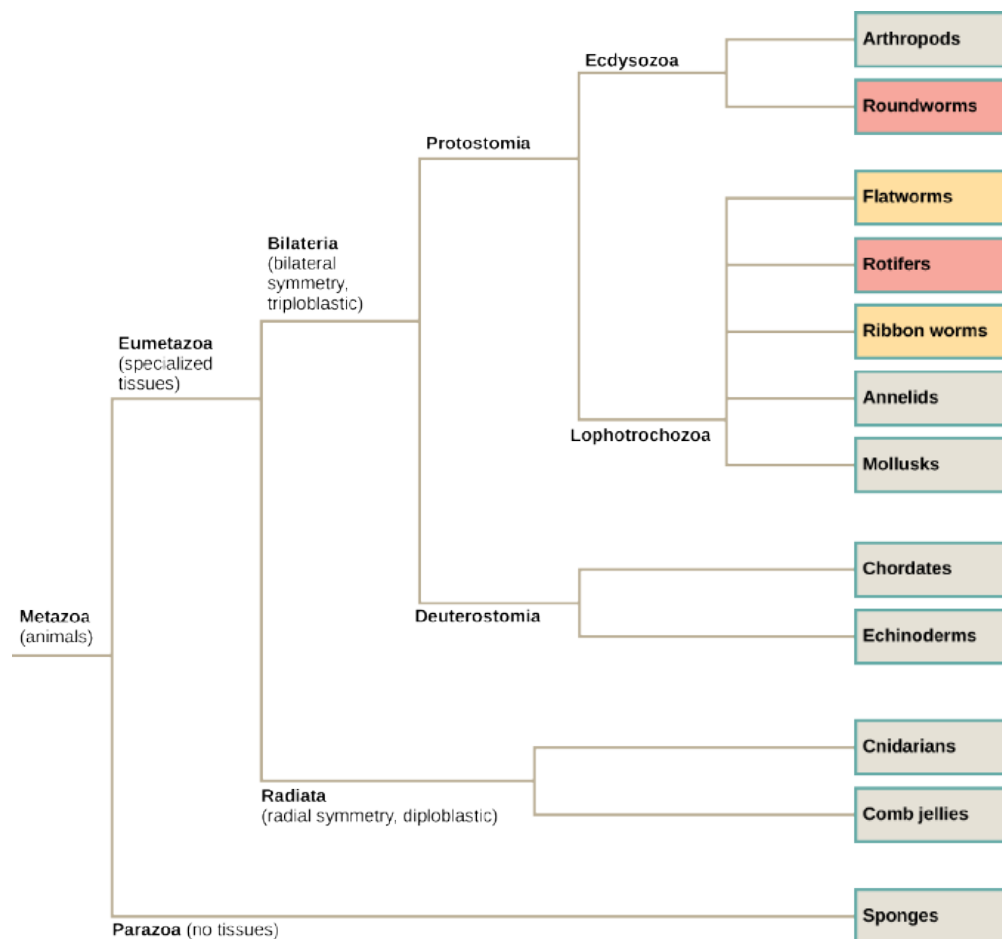 Arthropods
Ecdysozoa
Roundworms
Protostomia
Flatworms
Bilateria
(bilateral
symmetry,
triploblastic)
Rotifers
Ribbon worms
Eumetazoa
(specialized
tissues)
Annelids
Lophotrochozoa
Mollusks
Chordates
Metazoa
(animals)
Deuterostomia
Echinoderms
Cnidarians
Radiata
(radial symmetry, diploblastic)
Comb jellies
Sponges
Parazoa (no tissues)